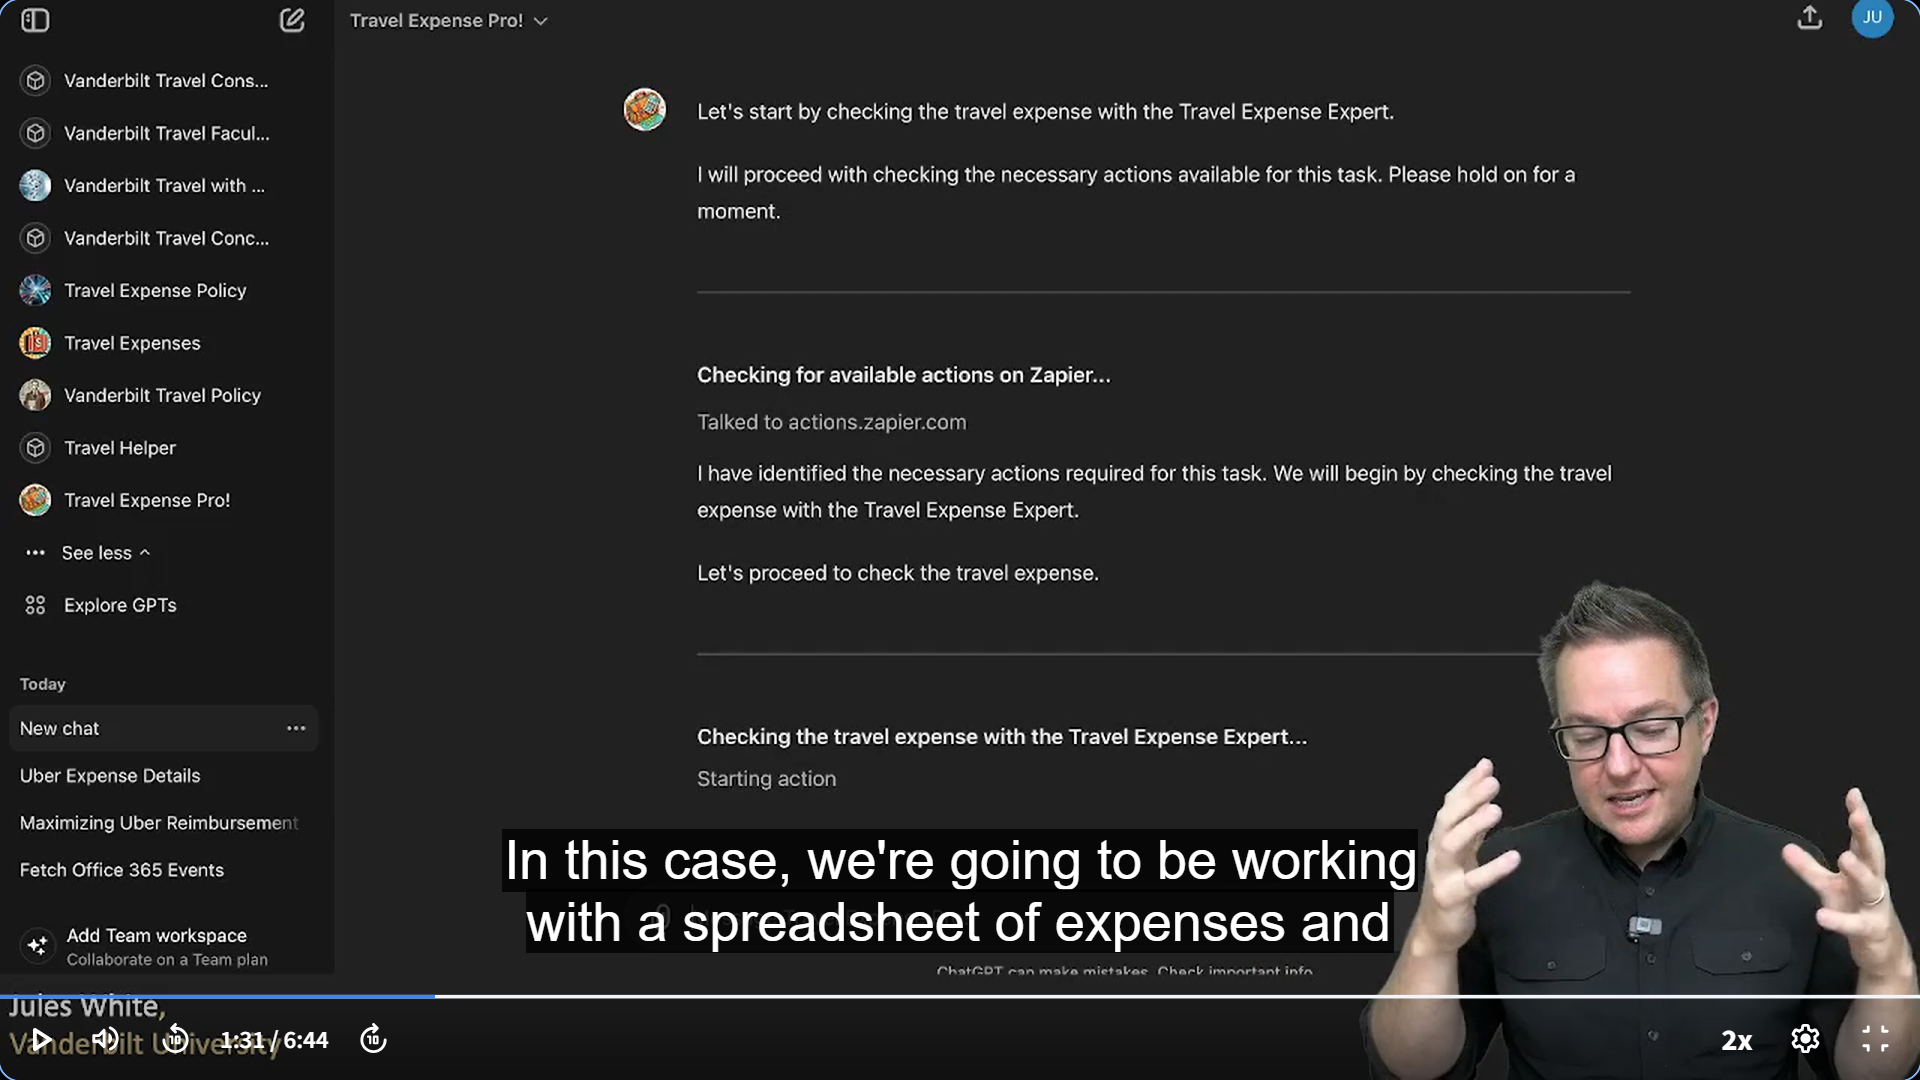 Travel Expense Pro!
JU
Vanderbilt Travel Cons...
Vanderbilt Travel Facul...
Vanderbilt Travel with ...
Vanderbilt Travel Conc...
Travel Expense Policy
Travel Expenses
Vanderbilt Travel Policy
Travel Helper
Travel Expense Pro!
See less
Explore GPTs
Today
New chat
Uber Expense Details
Maximizing Uber Reimbursement
Fetch Office 365 Events
Add Team workspace
Collaborate on a Team plan
Let's start by checking the travel expense with the Travel Expense Expert.
I will proceed with checking the necessary actions available for this task. Please hold on for a
moment.
Checking for available actions on Zapier...
Talked to actions.zapier.com
I have identified the necessary actions required for this task. We will begin by checking the travel
expense with the Travel Expense Expert.
Let's proceed to check the travel expense.
Checking the travel expense with the Travel Expense Expert...
Starting action
In this case, we're going to be working
with a spreadsheet of expenses and
ChatGPT can make mistakes. Check important info.
Jules White,
Vanderbilt University
10
1:31 / 6:44
10
2x